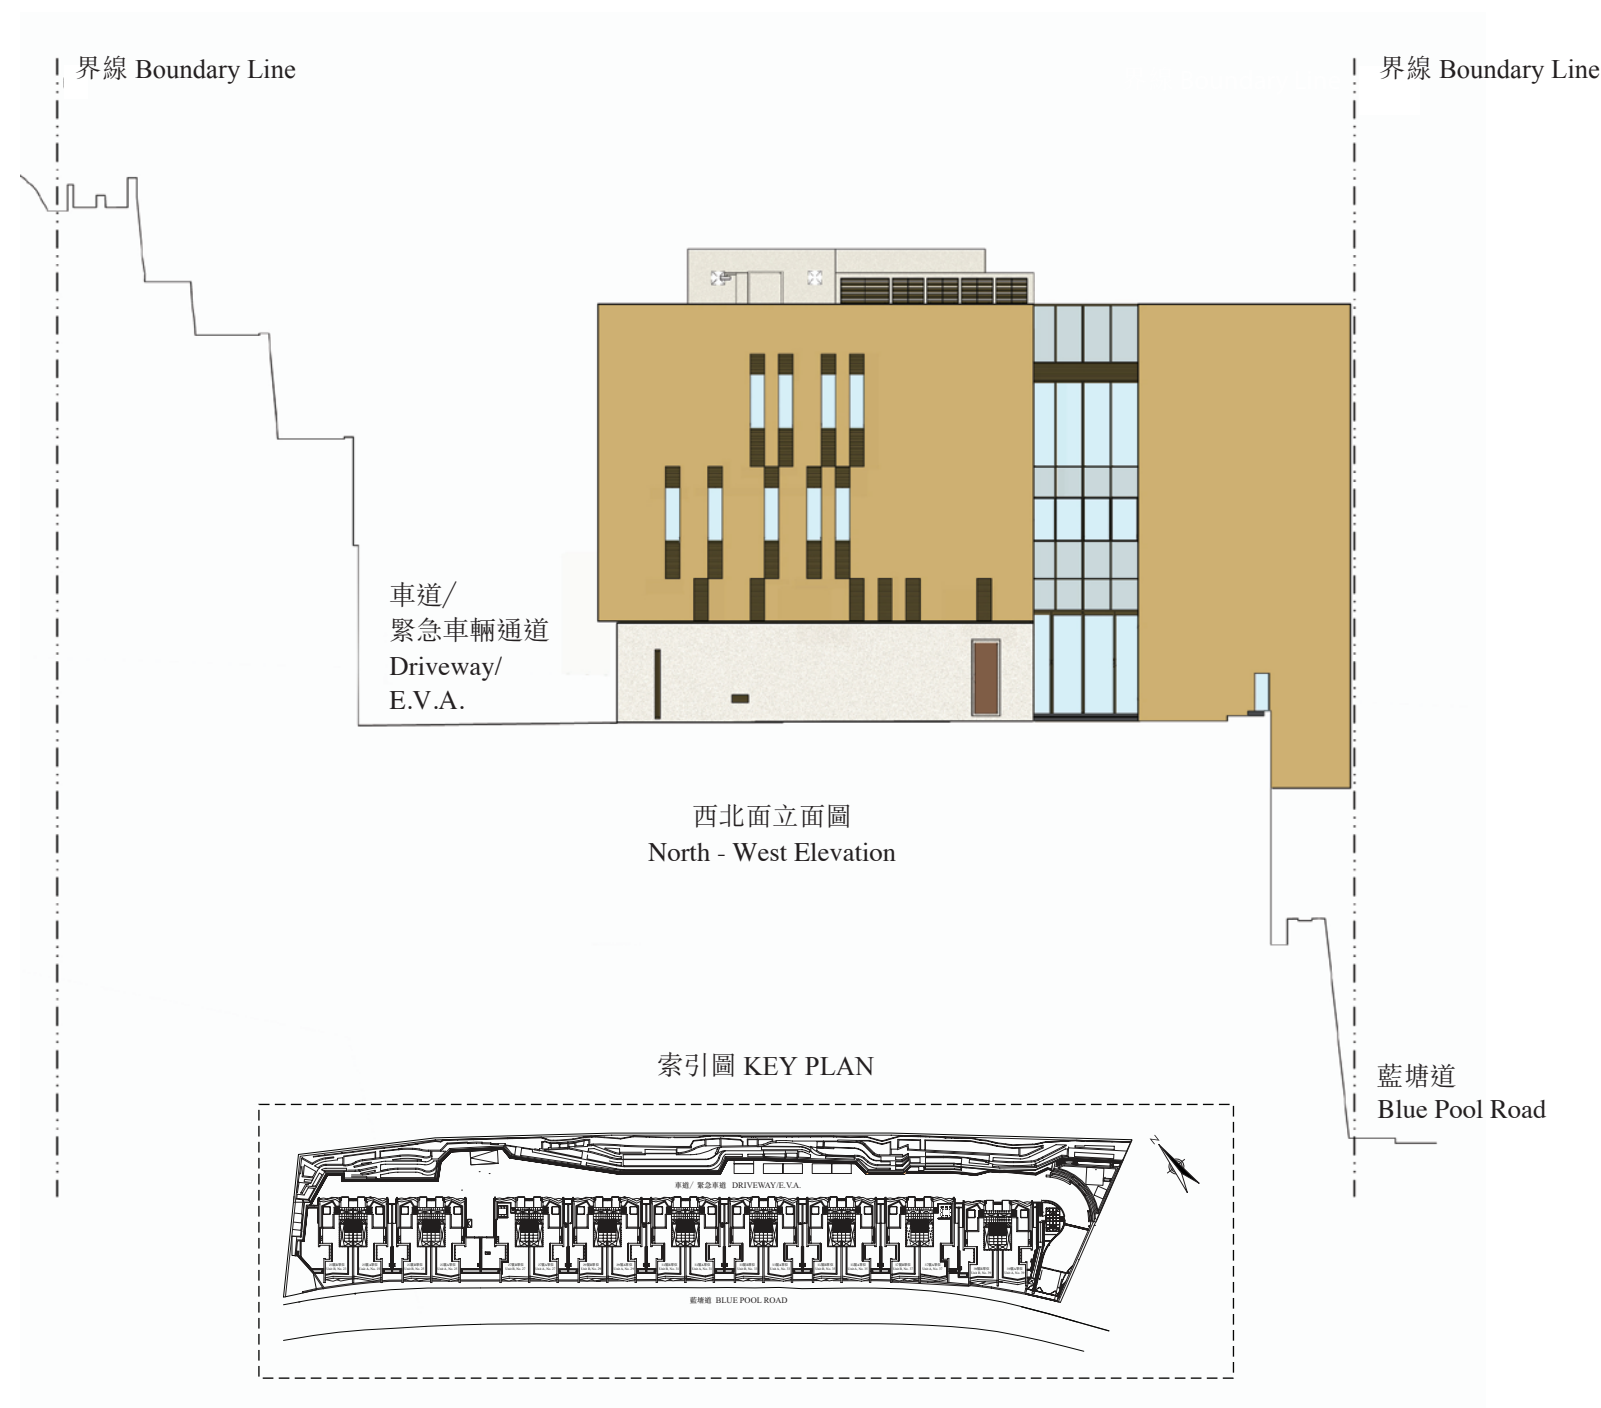 界線 Boundary Line
界線 Boundary Line
車道/
緊急車輛通道
Driveway/
E.V.A.
西北面立面圖
North - West Elevation
索引圖 KEY PLAN
藍塘道
Blue Pool Road
N
車道/ 緊急車道 DRIVEWAY/E.V.A.
藍塘道 BLUE POOL ROAD